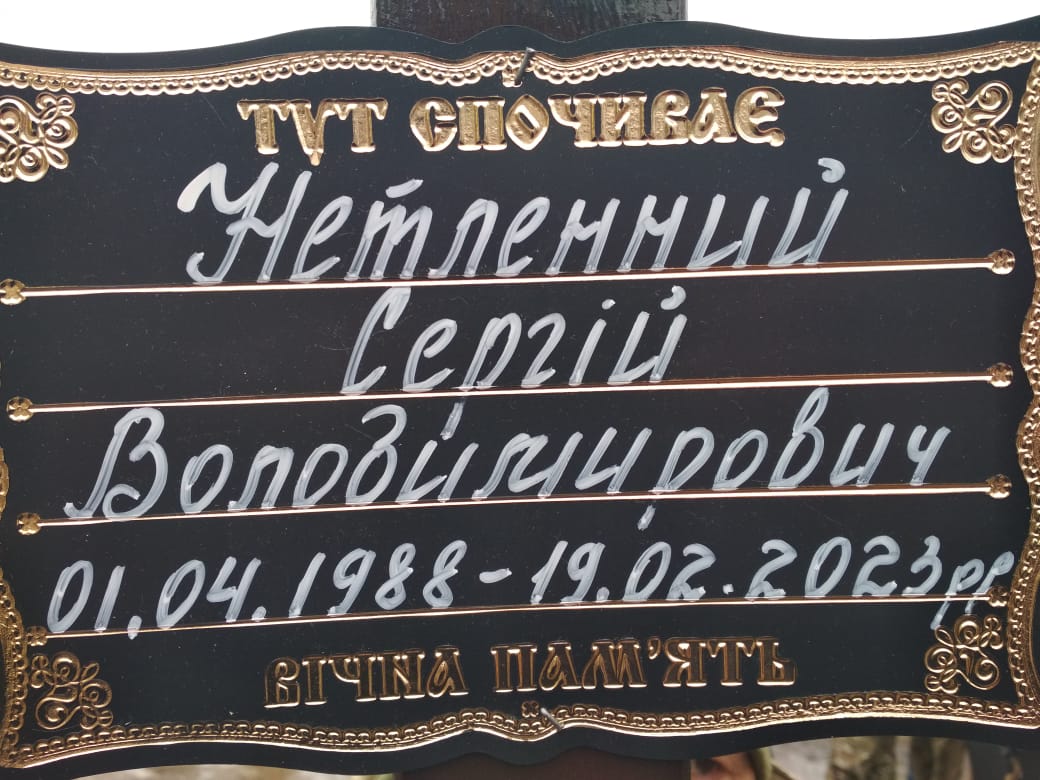 ТУТ СПОЧИВАЄ
Нетленний
Сергій
Володимирович
01.04.1988-19.02.2023рр
ВІЧНА ПАМ'ЯТЬ